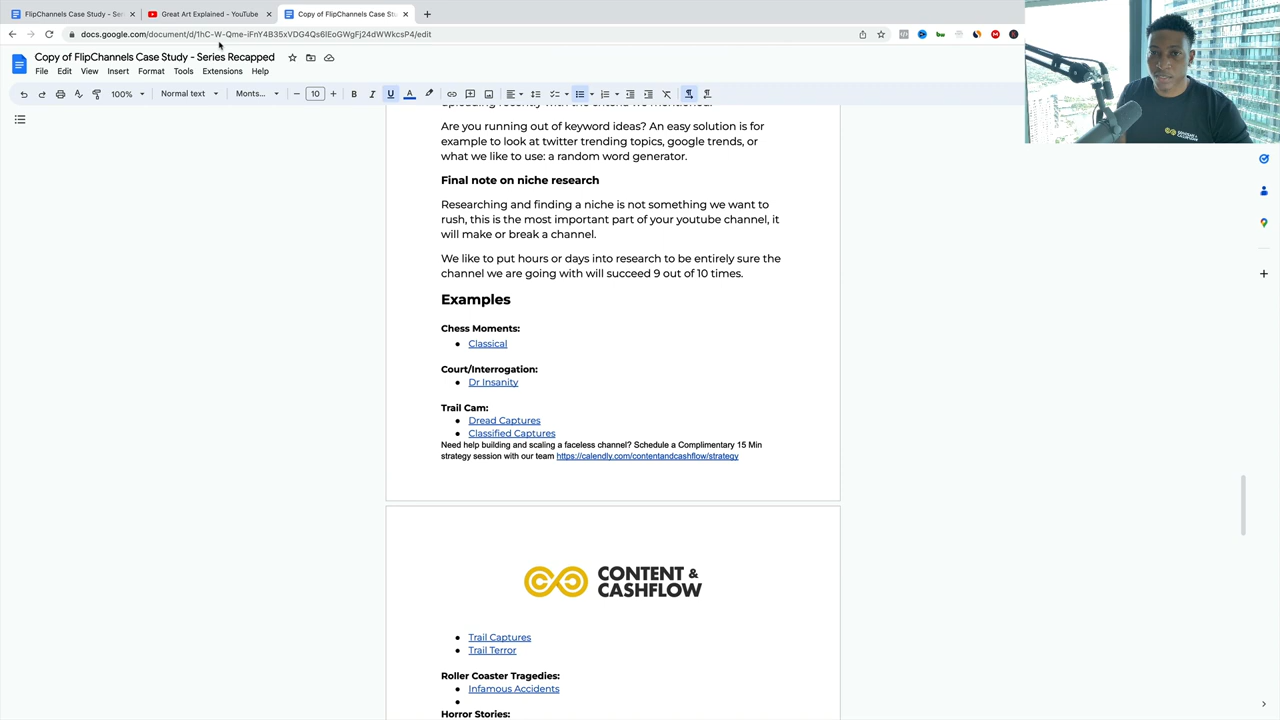 FlipChannels Case Study - Seri
Great Art Explained - YouTube
Copy of FlipChannels Case Stu
docs.google.com/document/d/1hC-W-Qme-iFnY4B35xVDG4Qs6lEoGWgFj24dWWkcsP4/edit
Copy of FlipChannels Case Study - Series Recapped
File Edit View Insert Format Tools Extensions Help
100% Normal text Monts... 10
Are you running out of keyword ideas? An easy solution is for
example to look at twitter trending topics, google trends, or
what we like to use: a random word generator.
Final note on niche research
Researching and finding a niche is not something we want to
rush, this is the most important part of your youtube channel, it
will make or break a channel.
We like to put hours or days into research to be entirely sure the
channel we are going with will succeed 9 out of 10 times.
Examples
Chess Moments:
Classical
Court/Interrogation:
Dr Insanity
Trail Cam:
Dread Captures
Classified Captures
Need help building and scaling a faceless channel? Schedule a Complimentary 15 Min
strategy session with our team https://calendly.com/contentandcashflow/strategy
CONTENT &
CASHFLOW
Trail Captures
Trail Terror
Roller Coaster Tragedies:
Infamous Accidents
Horror Stories: